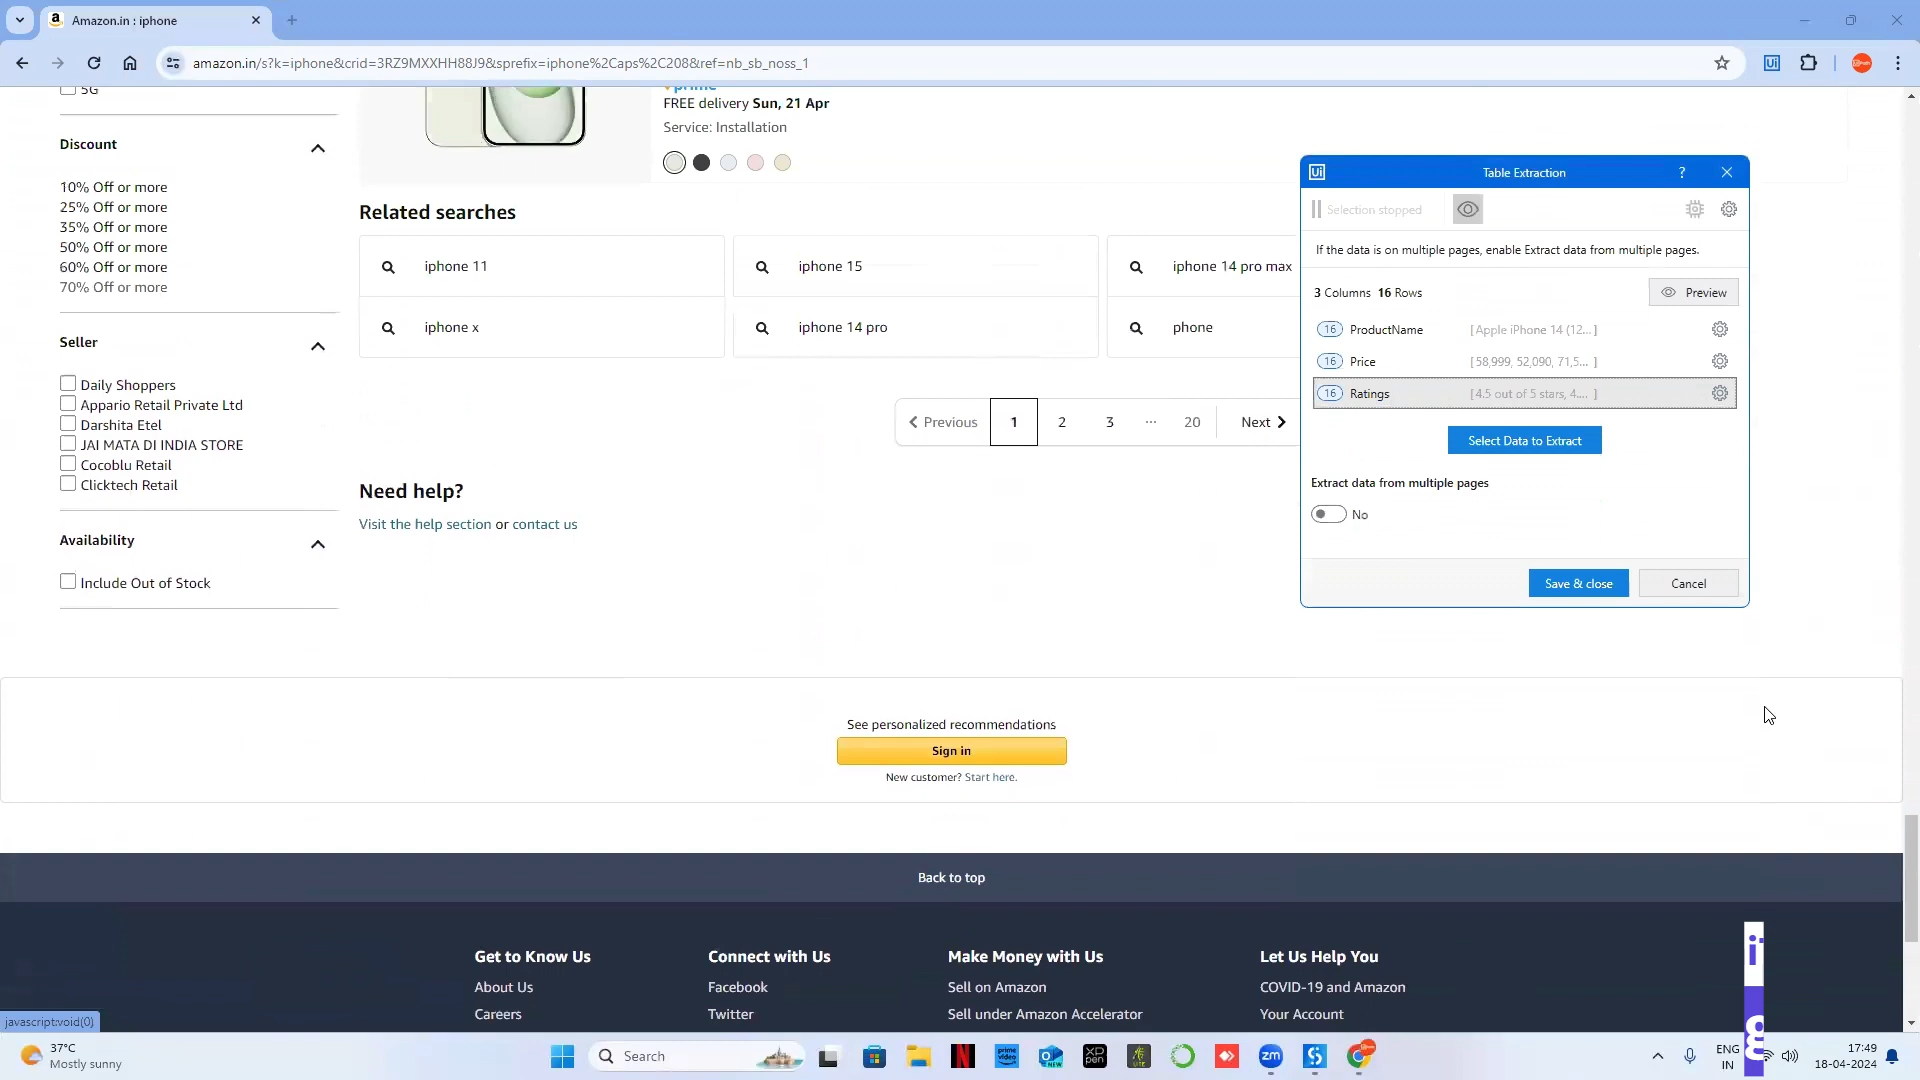 Amazon.in : iphone
amazon.in/s?k=iphone&crid=3RZ9MXXHH88J9&sprefix=iphone%2Caps%2C208&ref=nb_sb_noss_1
5G
Discount
10% Off or more
25% Off or more
35% Off or more
50% Off or more
60% Off or more
70% Off or more
Seller
Daily Shoppers
Appario Retail Private Ltd
Darshita Etel
JAI MATA DI INDIA STORE
Cocoblu Retail
Clicktech Retail
Availability
Include Out of Stock
prime
FREE delivery Sun, 21 Apr
Service: Installation
Related searches
iphone 11
iphone 15
iphone 14 pro max
iphone x
iphone 14 pro
phone
Previous 1 2 3 ... 20 Next
Need help?
Visit the help section or contact us
Ui Table Extraction ?
Selection stopped
If the data is on multiple pages, enable Extract data from multiple pages.
3 Columns 16 Rows Preview
16 ProductName [Apple iPhone 14 (12... ]
16 Price [58,999, 52,090, 71,5... ]
16 Ratings [4.5 out of 5 stars, 4.... ]
Select Data to Extract
Extract data from multiple pages
No
Save & close Cancel
See personalized recommendations
Sign in
New customer? Start here.
Back to top
Get to Know Us
About Us
Careers
Connect with Us
Facebook
Twitter
Make Money with Us
Sell on Amazon
Sell under Amazon Accelerator
Let Us Help You
COVID-19 and Amazon
Your Account
javascript:void(0)
37°C
Mostly sunny
Search
NEW
XP
PEN
zm
ENG
IN
17:49
18-04-2024